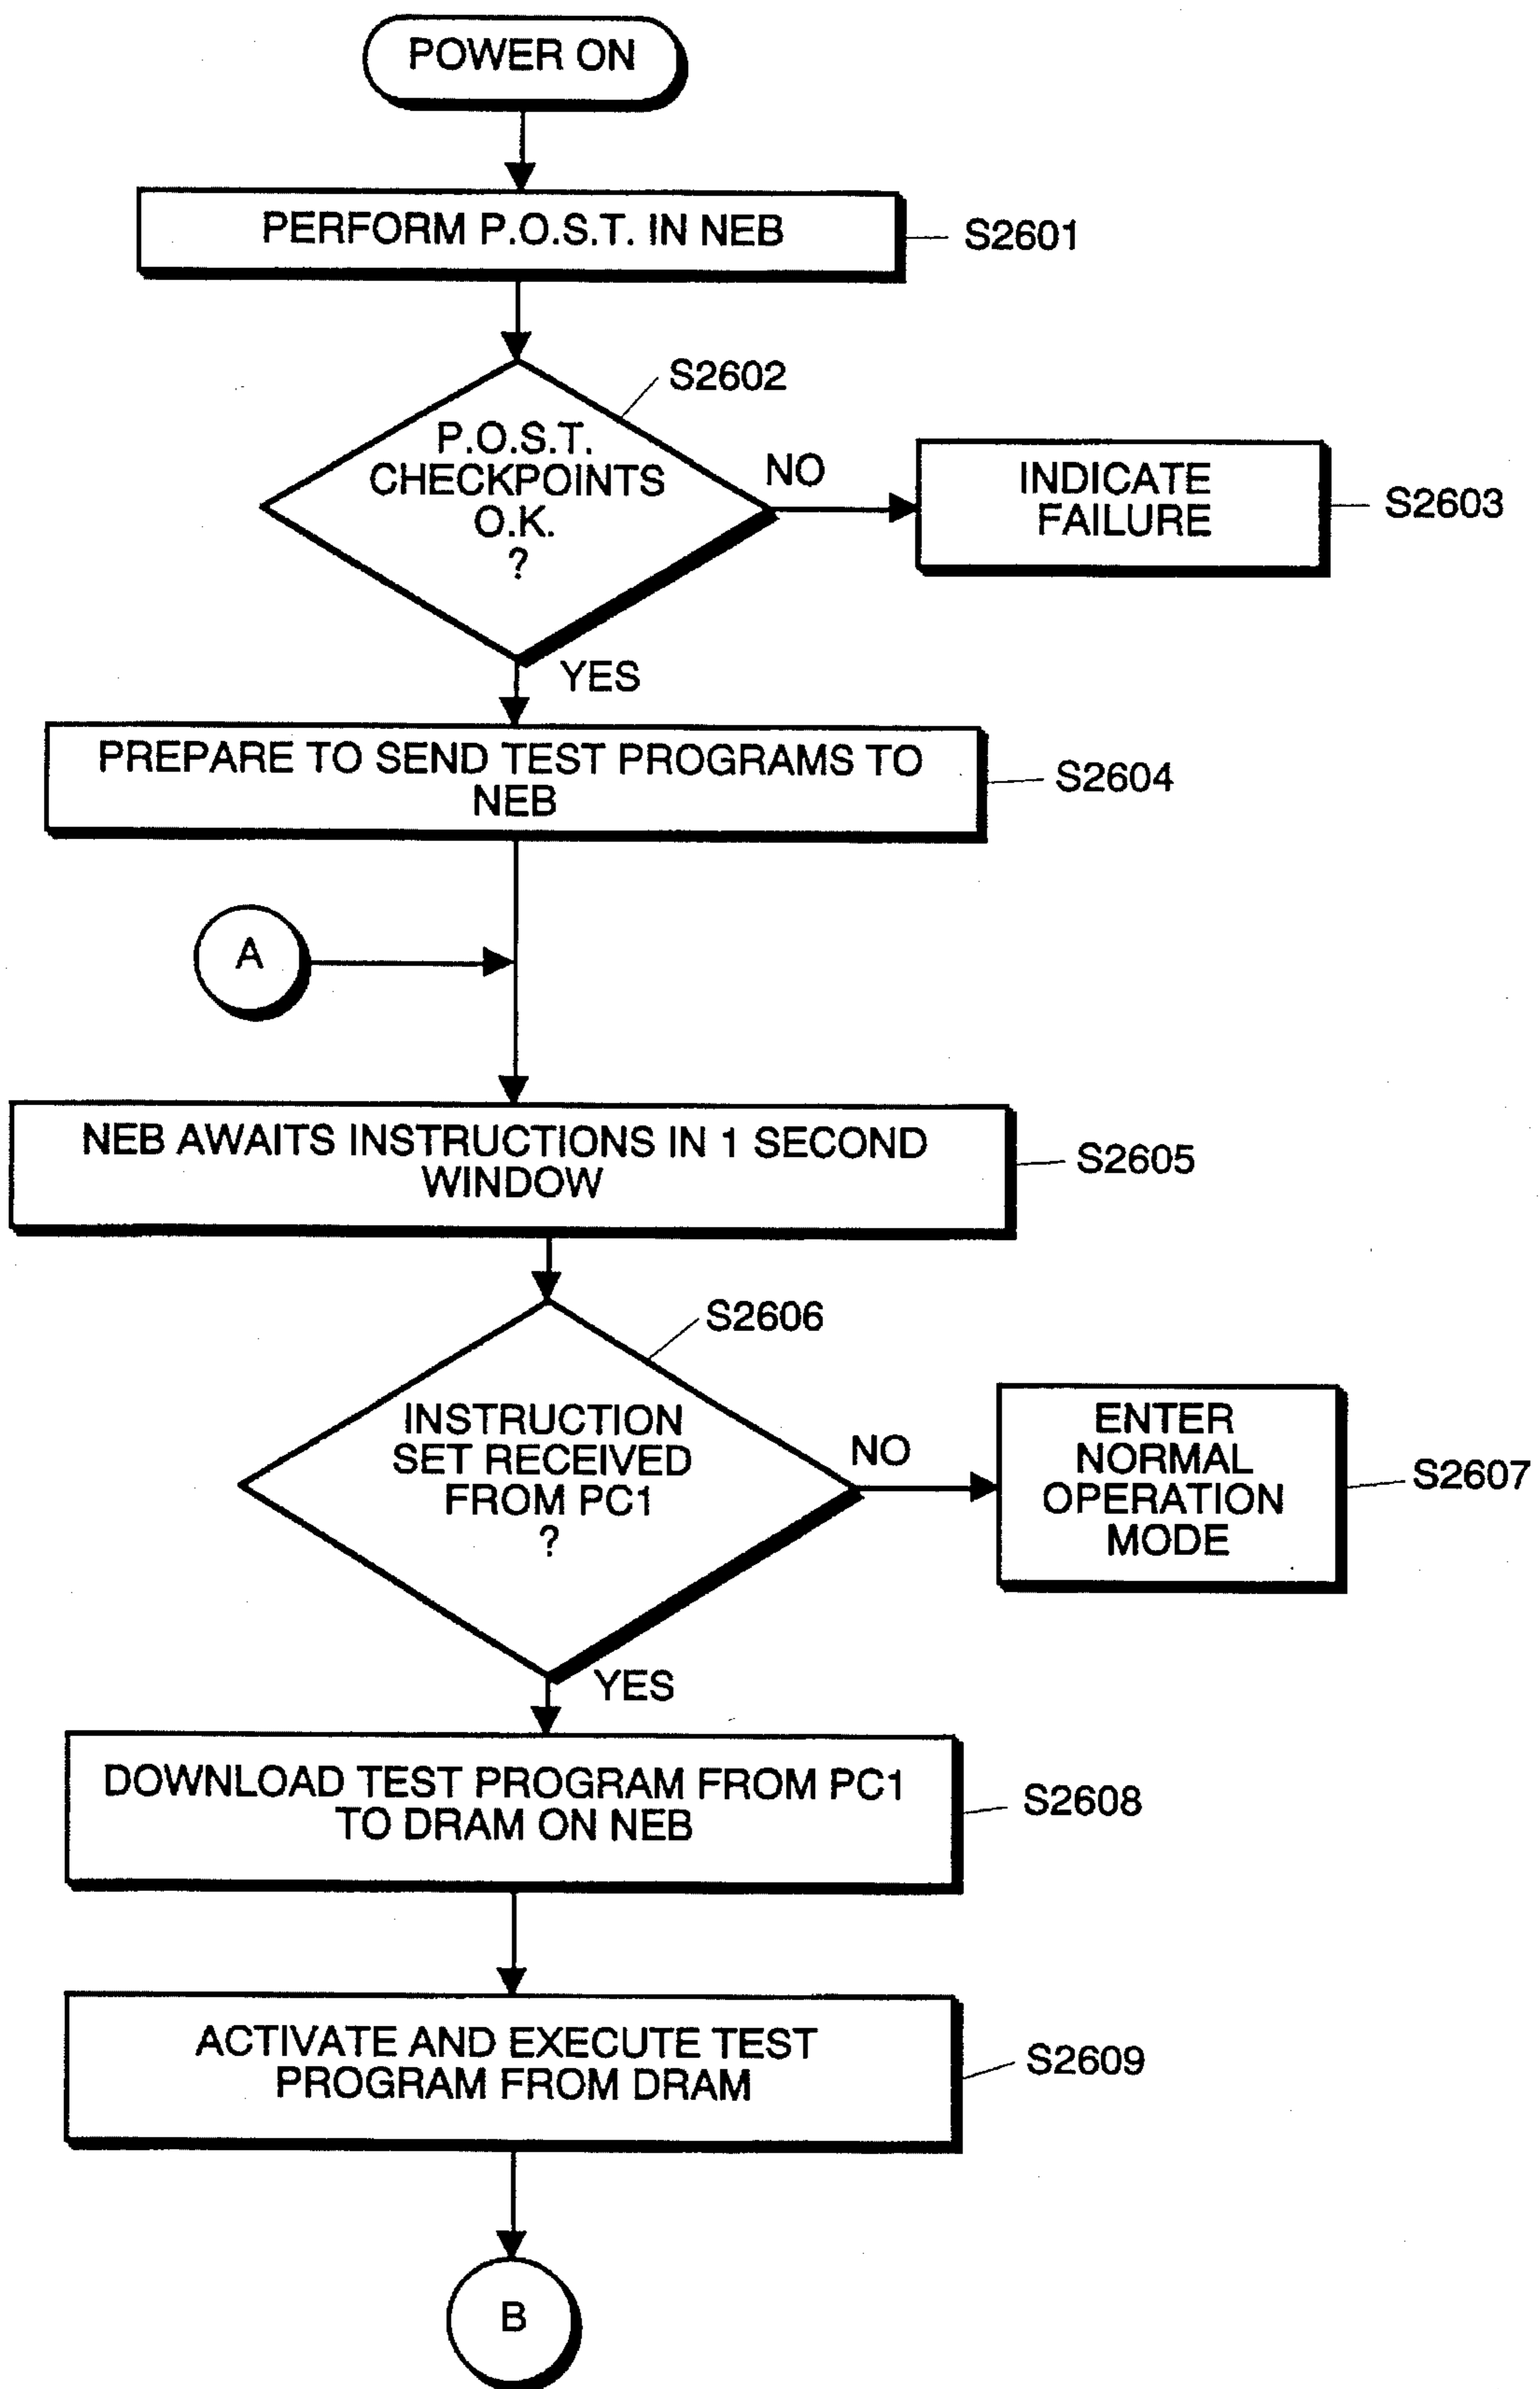 POWER ON
PERFORM P.O.S.T. IN NEB
S2601
S2602
P.O.S.T.
CHECKPOINTS
O.K.
?
NO
INDICATE
FAILURE
S2603
YES
PREPARE TO SEND TEST PROGRAMS TO
NEB
S2604
A
NEB AWAITS INSTRUCTIONS IN 1 SECOND
WINDOW
S2605
S2606
INSTRUCTION
SET RECEIVED
FROM PC1
?
NO
ENTER
NORMAL
OPERATION
MODE
S2607
YES
DOWNLOAD TEST PROGRAM FROM PC1
TO DRAM ON NEB
S2608
ACTIVATE AND EXECUTE TEST
PROGRAM FROM DRAM
S2609
B